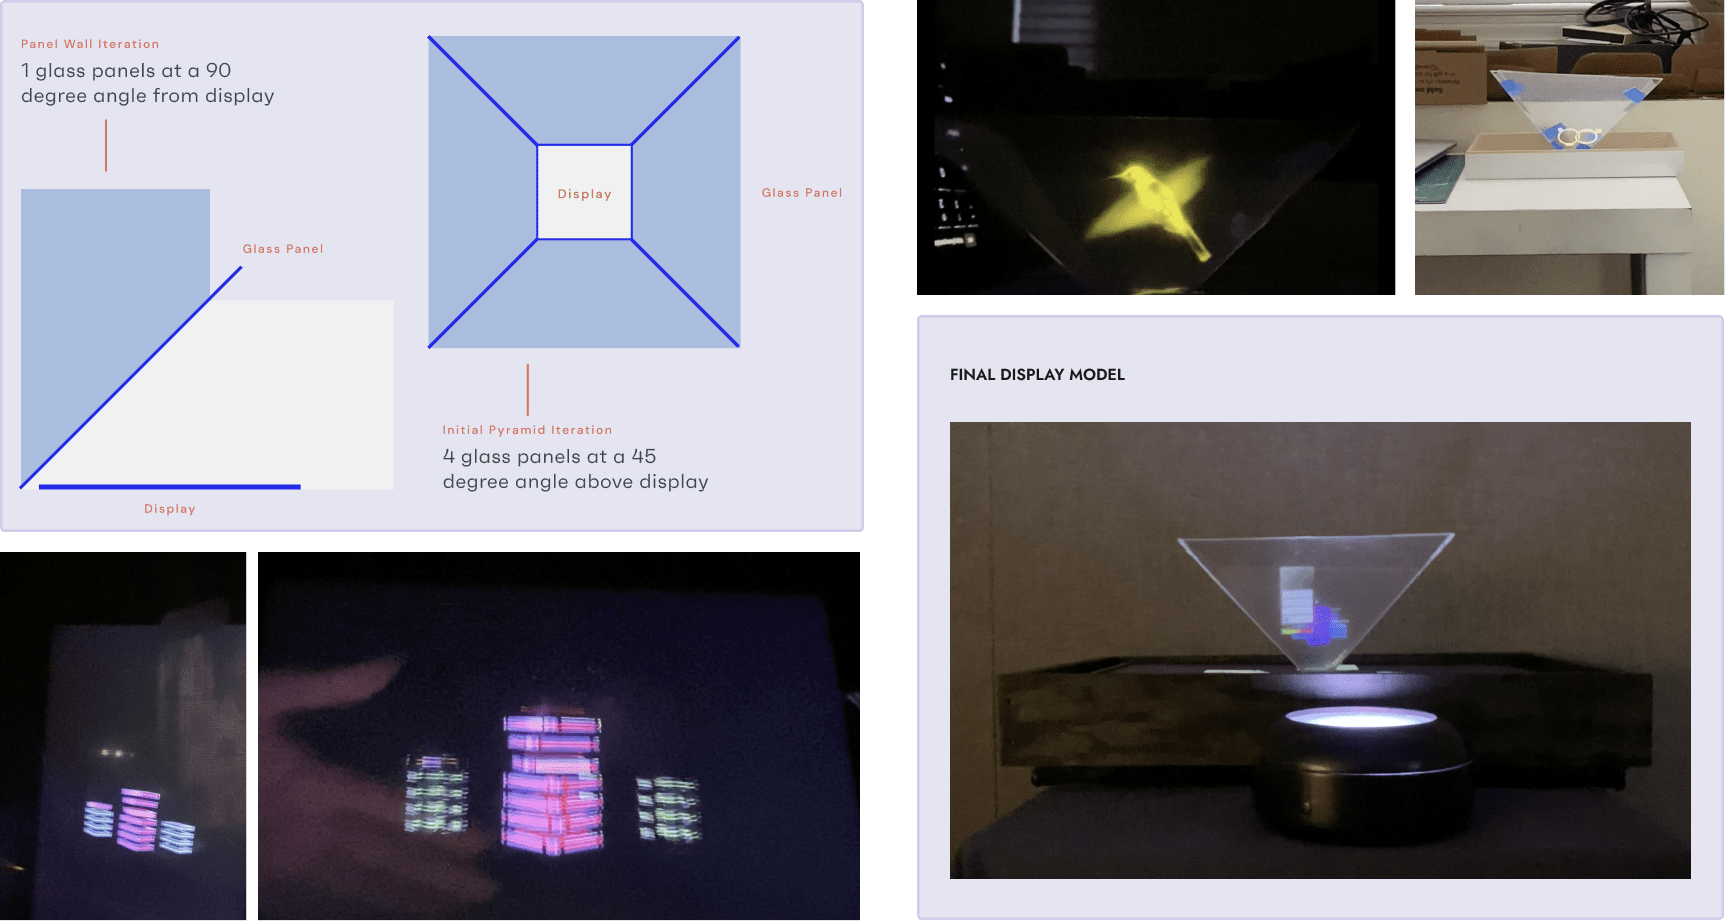 Panel Wall Iteration
1 glass panels at a 90
degree angle from display
Glass Panel
Display
Display
Glass Panel
Initial Pyramid Iteration
4 glass panels at a 45
degree angle above display
FINAL DISPLAY MODEL